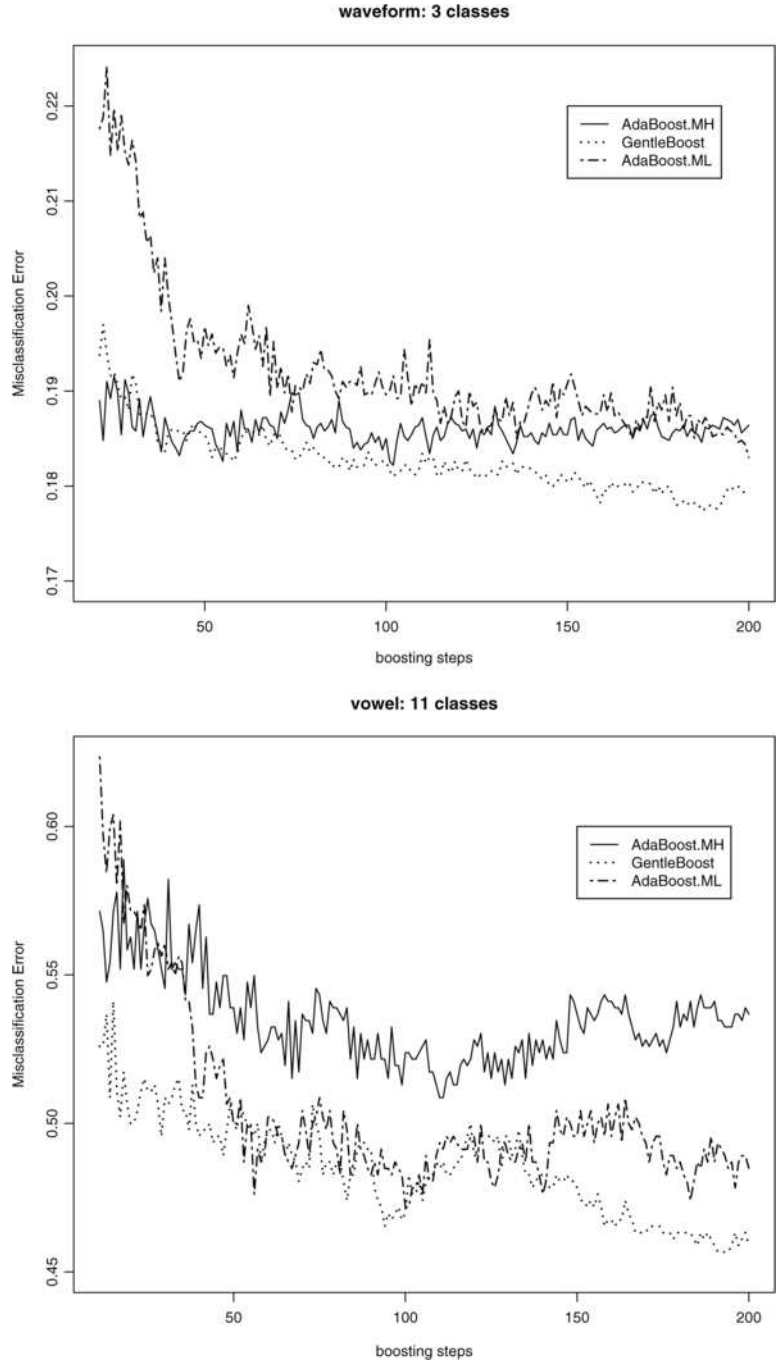 waveform: 3 classes
Misclassification Error
0.22
0.21
0.20
0.19
0.18
0.17
AdaBoost.MH
GentleBoost
AdaBoost.ML
50
100
150
200
boosting steps
vowel: 11 classes
Misclassification Error
0.60
0.55
0.50
0.45
AdaBoost.MH
GentleBoost
AdaBoost.ML
50
100
150
200
boosting steps